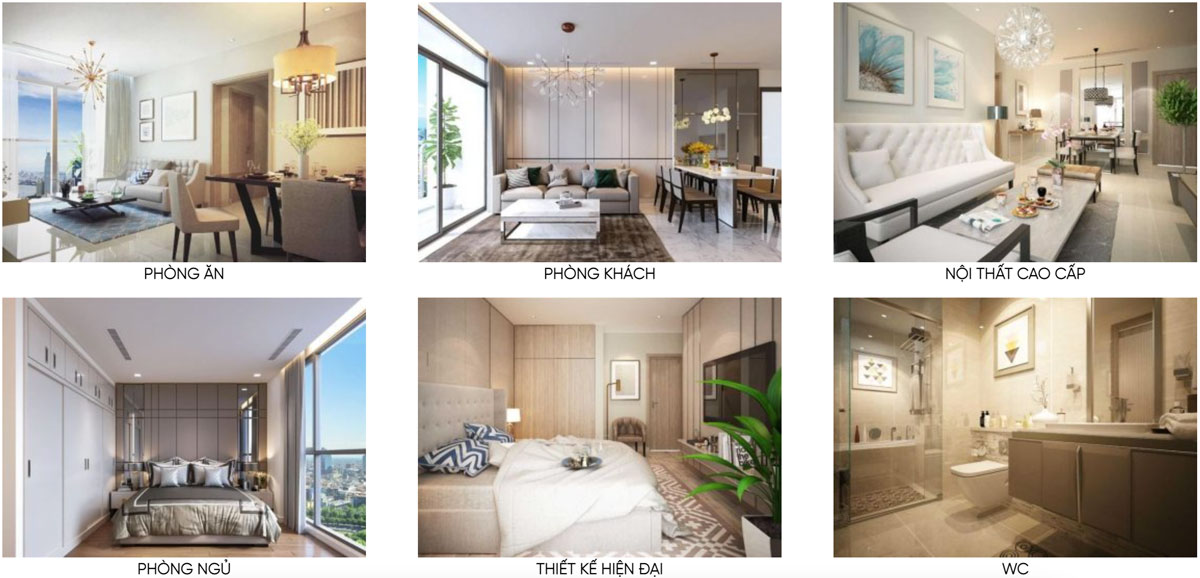 PHÒNG ĂN
PHÒNG KHÁCH
NỘI THẤT CAO CẤP
PHÒNG NGỦ
THIẾT KẾ HIỆN ĐẠI
WC